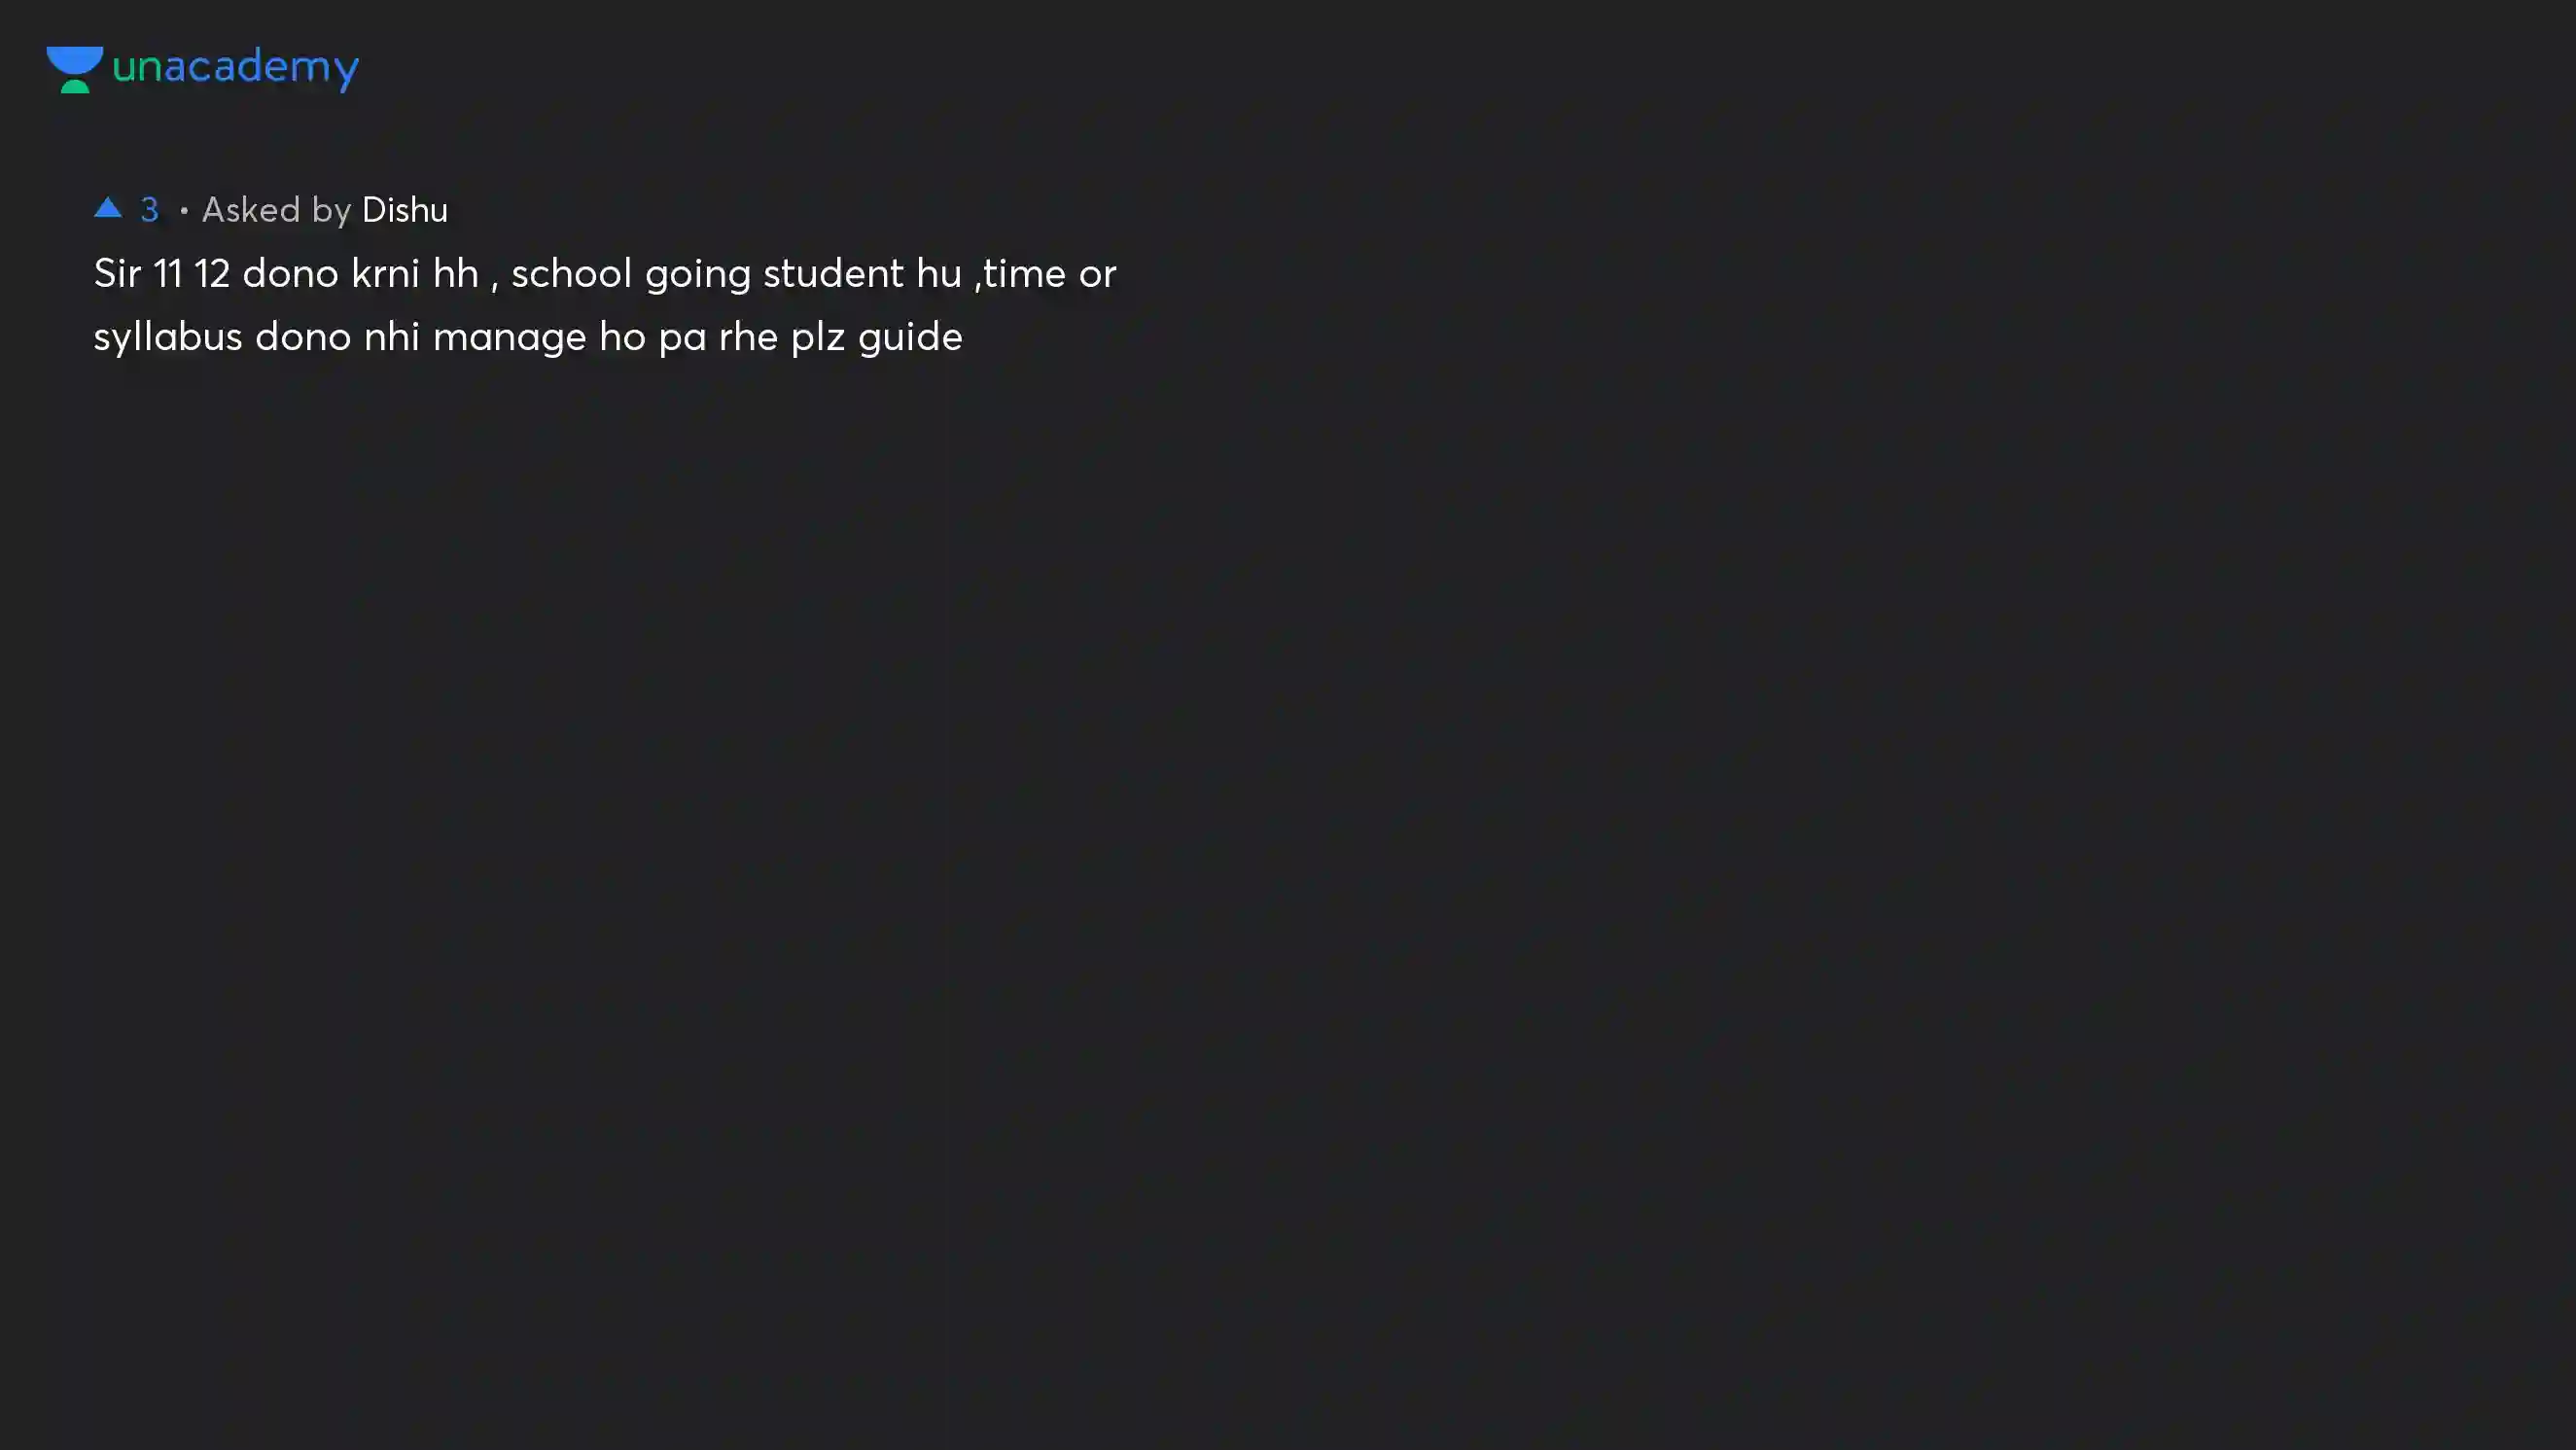 unacademy
▲ 3 • Asked by Dishu
Sir 11 12 dono krni hh , school going student hu ,time or
syllabus dono nhi manage ho pa rhe plz guide